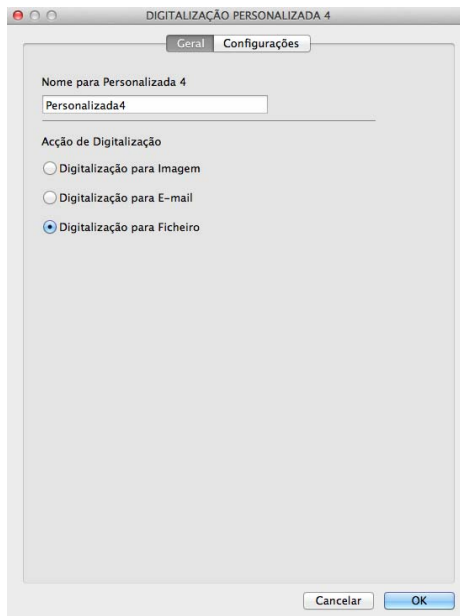 DIGITALIZAÇÃO PERSONALIZADA 4
Geral Configurações
Nome para Personalizada 4
Personalizada4
Acção de Digitalização
Digitalização para Imagem
Digitalização para E-mail
Digitalização para Ficheiro
Cancelar OK